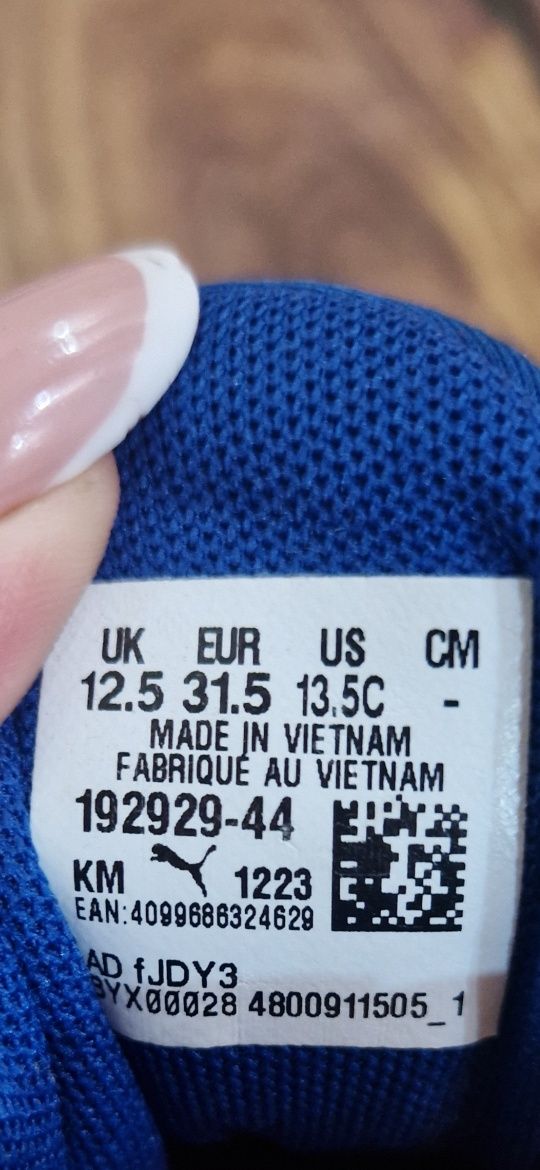 UK EUR US CM
12.5 31.5 13.5C -
MADE IN VIETNAM
FABRIQUÉ AU VIETNAM
192929-44
KM 1223
EAN:4099686324629
AD fJDY3
BYX00028 4800911505_1